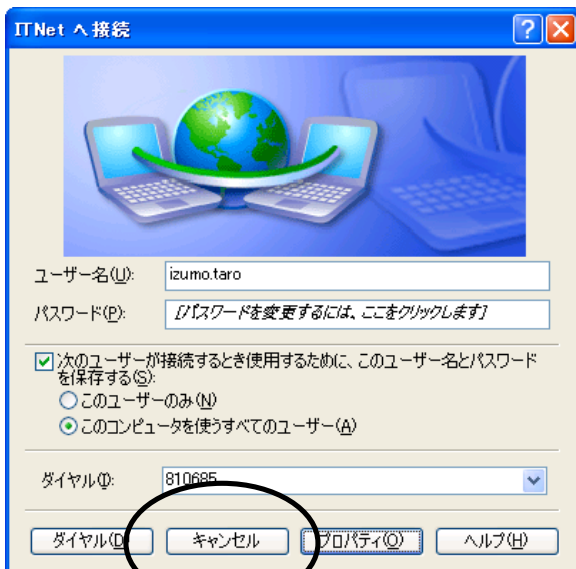 ITNet へ接続
ユーザー名(U):
izumo.taro
パスワード(P):
[パスワードを変更するには、ここをクリックします]
次のユーザーが接続するとき使用するために、このユーザー名とパスワード
を保存する(S):
このユーザーのみ(N)
このコンピュータを使うすべてのユーザー(A)
ダイヤル(I):
810685
ダイヤル(D) キャンセル プロパティ(O) ヘルプ(H)